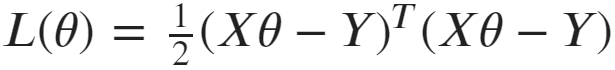 L(θ) = ½(Xθ − Y)ᵀ(Xθ − Y)